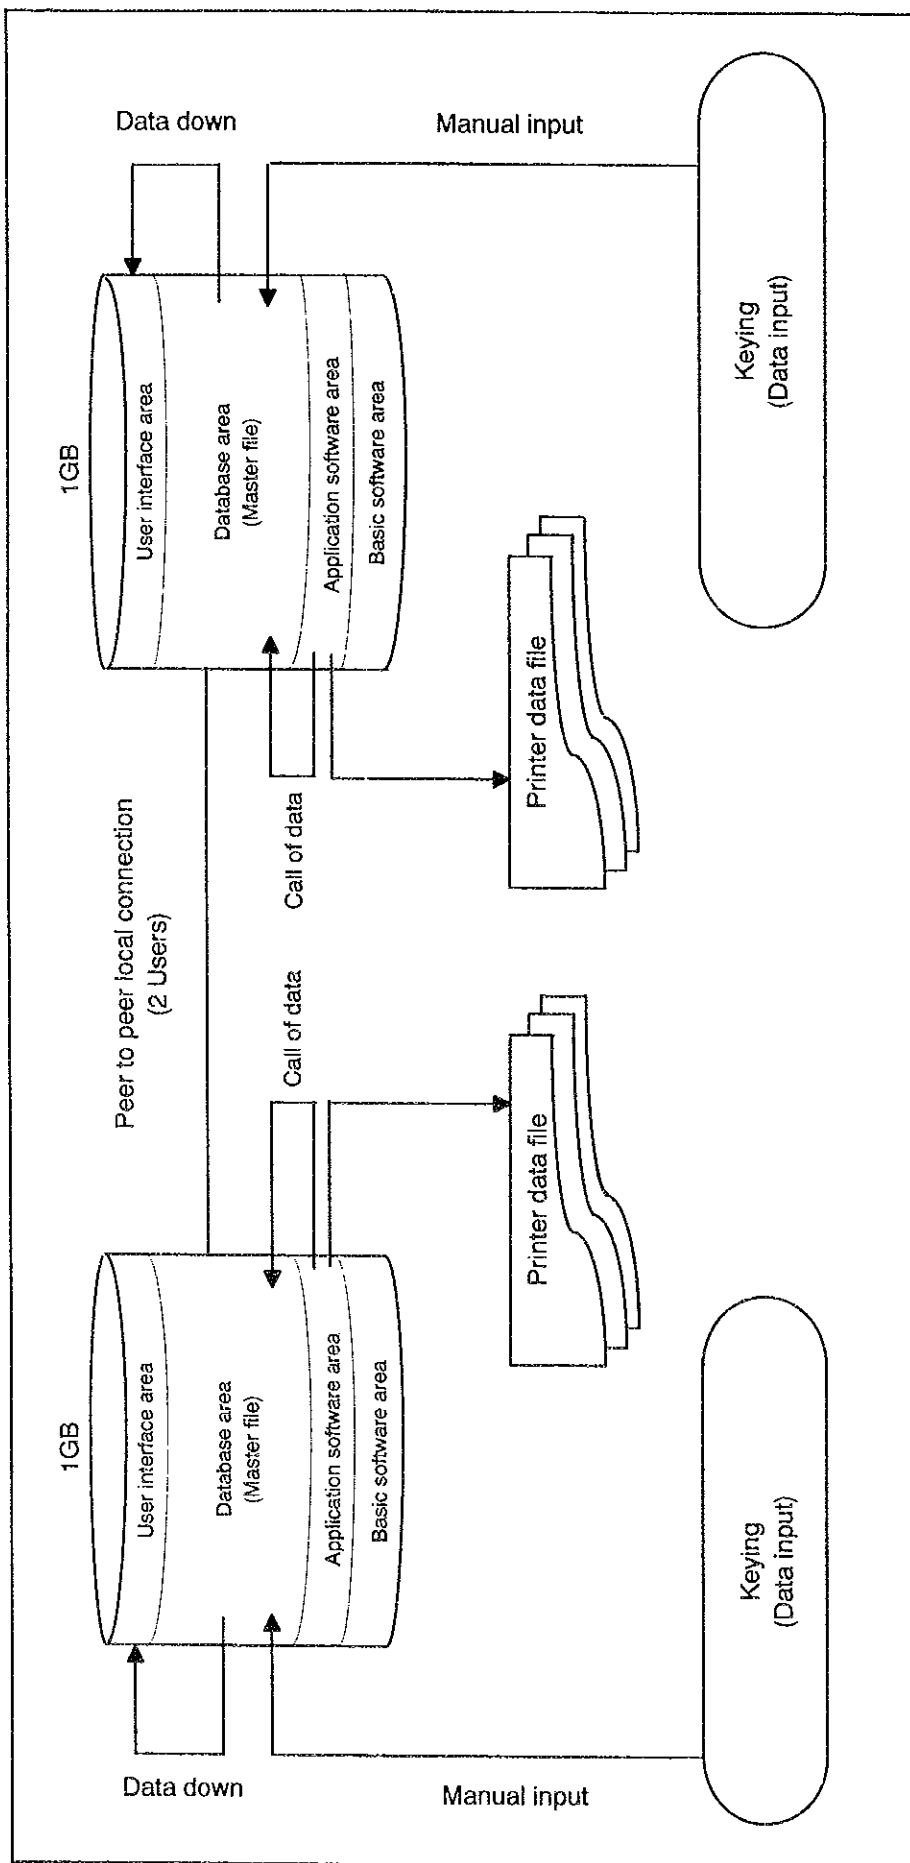 Peer to peer local connection
(2 Users)
1GB
User interface area
Database area
(Master file)
Application software area
Basic software area
Data down
Manual input
Call of data
Printer data file
Keying
(Data input)
1GB
User interface area
Database area
(Master file)
Application software area
Basic software area
Data down
Manual input
Call of data
Printer data file
Keying
(Data input)